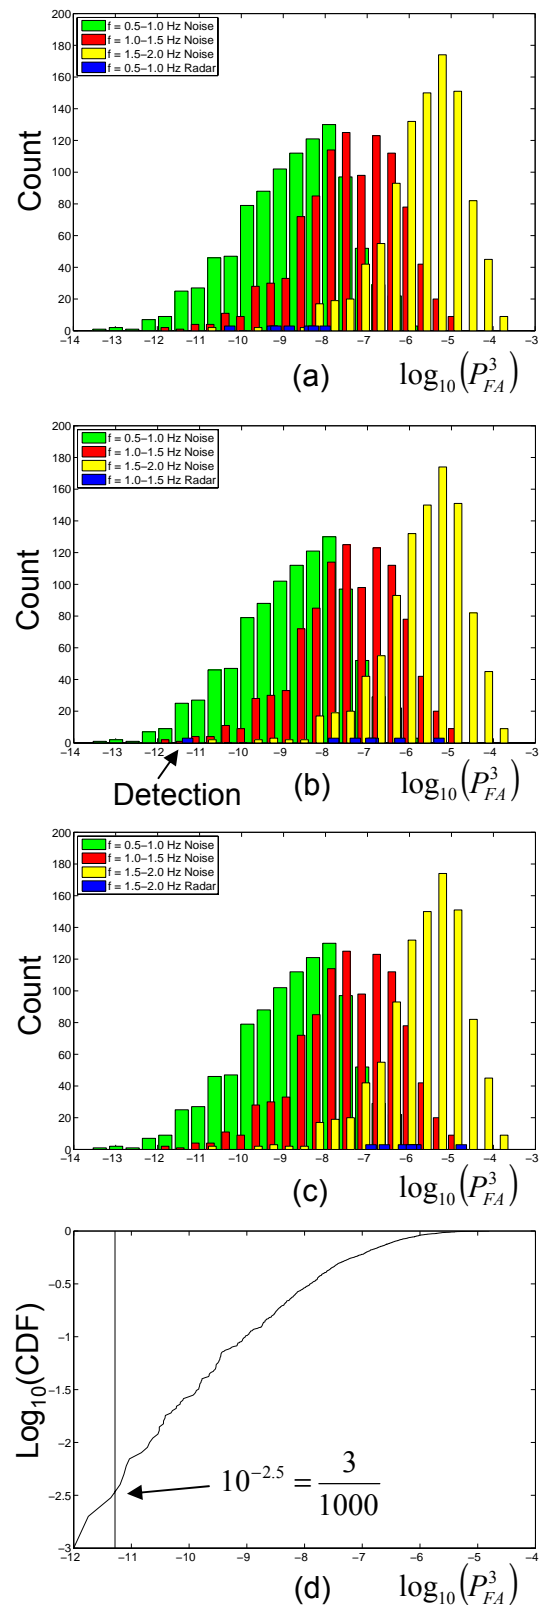 200
180
160
140
120
100
80
60
40
20
0
Count
f = 0.5–1.0 Hz Noise
f = 1.0–1.5 Hz Noise
f = 1.5–2.0 Hz Noise
f = 0.5–1.0 Hz Radar
−14 −13 −12 −11 −10 −9 −8 −7 −6 −5 −4 −3
(a) log₁₀(P³_FA)
200
180
160
140
120
100
80
60
40
20
0
Count
f = 0.5–1.0 Hz Noise
f = 1.0–1.5 Hz Noise
f = 1.5–2.0 Hz Noise
f = 1.0–1.5 Hz Radar
−14 −13 −12 −11 −10 −9 −8 −7 −6 −5 −4 −3
Detection
(b) log₁₀(P³_FA)
200
180
160
140
120
100
80
60
40
20
0
Count
f = 0.5–1.0 Hz Noise
f = 1.0–1.5 Hz Noise
f = 1.5–2.0 Hz Noise
f = 1.5–2.0 Hz Radar
−14 −13 −12 −11 −10 −9 −8 −7 −6 −5 −4 −3
(c) log₁₀(P³_FA)
0
−0.5
−1
−1.5
−2
−2.5
−3
Log₁₀(CDF)
10^−2.5 = 3/1000
−12 −11 −10 −9 −8 −7 −6 −5 −4
(d) log₁₀(P³_FA)